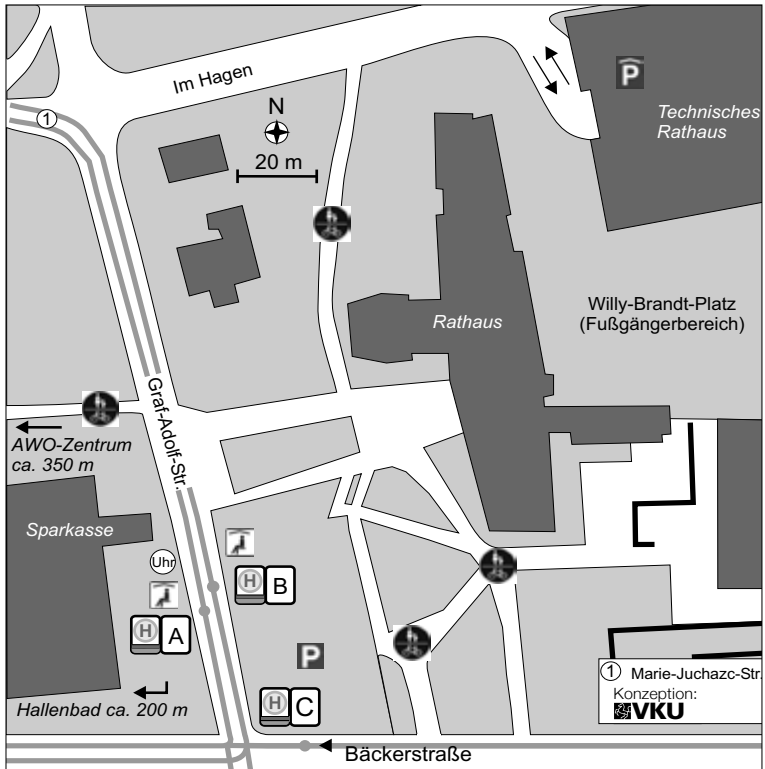 Im Hagen
1
N
20 m
P
Technisches
Rathaus
Rathaus
Willy-Brandt-Platz
(Fußgängerbereich)
Graf-Adolf-Str.
AWO-Zentrum
ca. 350 m
Sparkasse
Uhr
H B
H A
P
H C
Hallenbad ca. 200 m
Bäckerstraße
1 Marie-Juchazc-Str.
Konzeption:
VKU